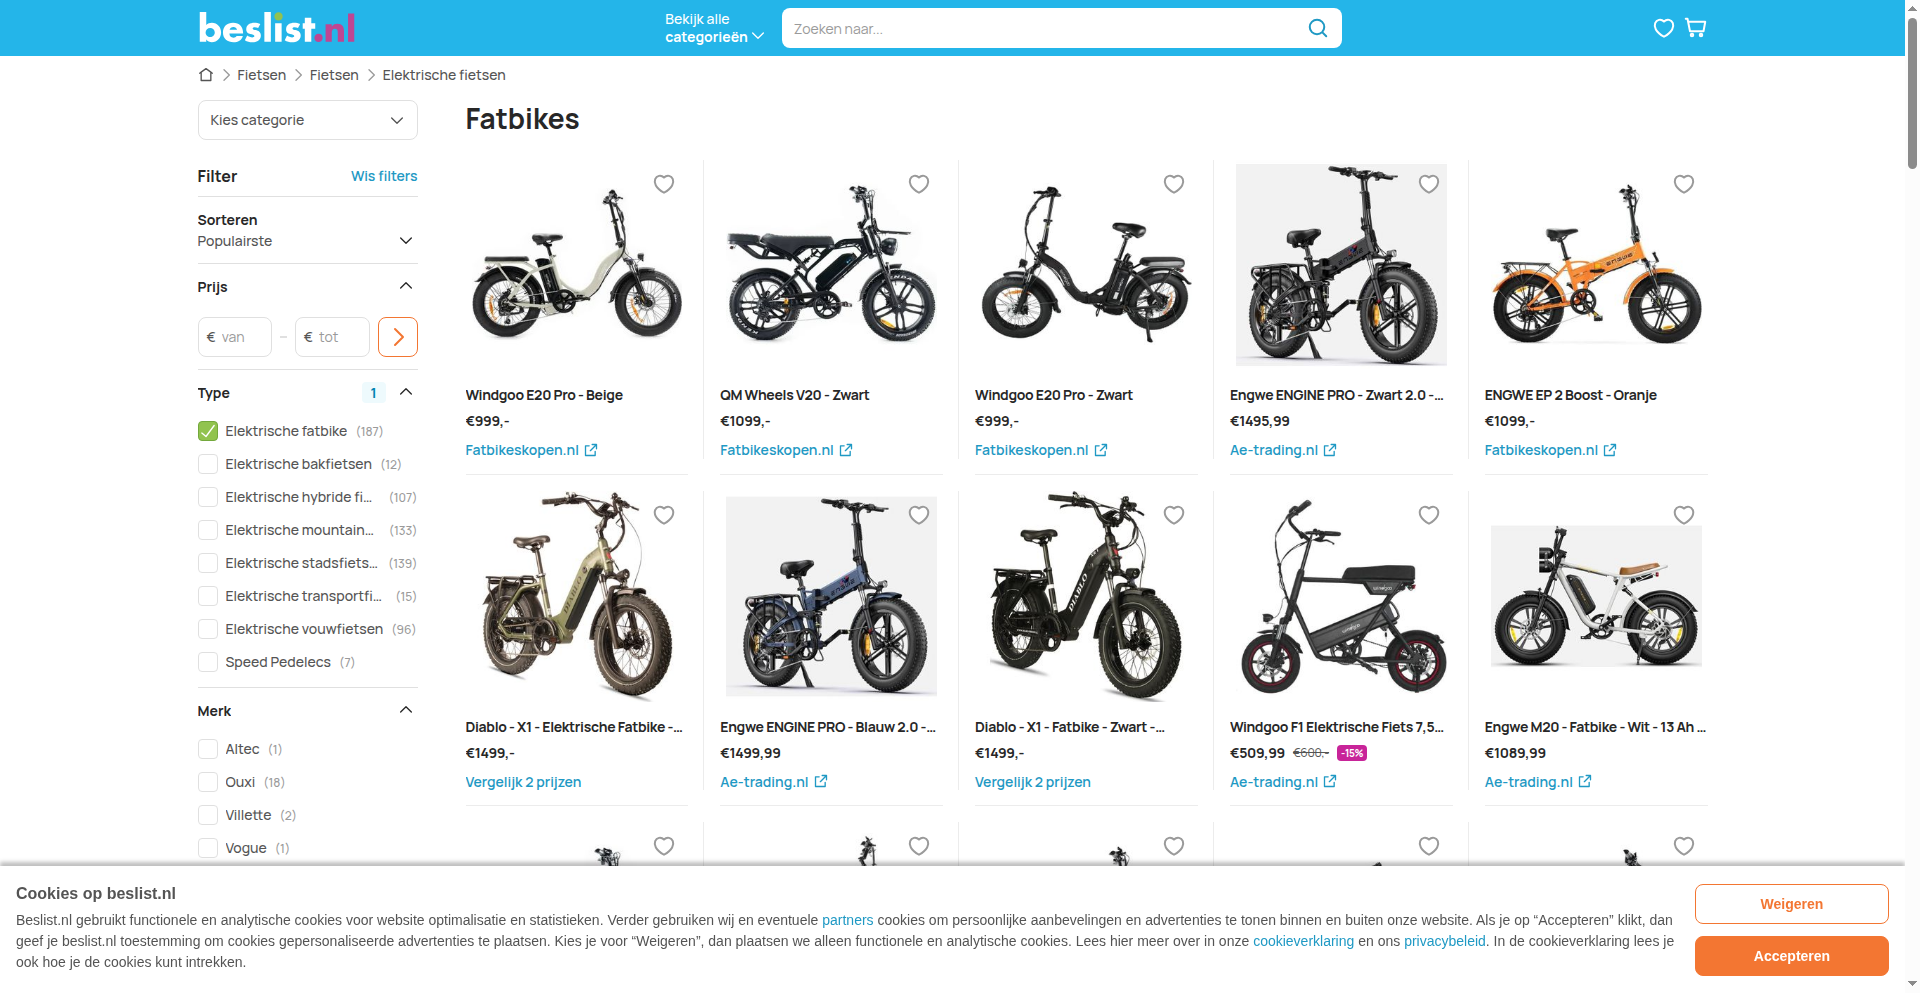 beslist.nl
Bekijk alle
categorieën
Zoeken naar...
Fietsen
Fietsen
Elektrische fietsen
Kies categorie
Fatbikes
Filter
Wis filters
Sorteren
Populairste
Prijs
€ van
–
€ tot
Type
1
Elektrische fatbike (187)
Elektrische bakfietsen (12)
Elektrische hybride fi... (107)
Elektrische mountain... (133)
Elektrische stadsfiets... (139)
Elektrische transportfi... (15)
Elektrische vouwfietsen (96)
Speed Pedelecs (7)
Merk
Altec (1)
Ouxi (18)
Villette (2)
Vogue (1)
Windgoo E20 Pro - Beige
€999,-
Fatbikeskopen.nl
QM Wheels V20 - Zwart
€1099,-
Fatbikeskopen.nl
Windgoo E20 Pro - Zwart
€999,-
Fatbikeskopen.nl
Engwe ENGINE PRO - Zwart 2.0 -...
€1495,99
Ae-trading.nl
ENGWE EP 2 Boost - Oranje
€1099,-
Fatbikeskopen.nl
Diablo - X1 - Elektrische Fatbike -...
€1499,-
Vergelijk 2 prijzen
Engwe ENGINE PRO - Blauw 2.0 -...
€1499,99
Ae-trading.nl
Diablo - X1 - Fatbike - Zwart -...
€1499,-
Vergelijk 2 prijzen
Windgoo F1 Elektrische Fiets 7,5...
€509,99 €600,- -15%
Ae-trading.nl
Engwe M20 - Fatbike - Wit - 13 Ah ...
€1089,99
Ae-trading.nl
Cookies op beslist.nl
Beslist.nl gebruikt functionele en analytische cookies voor website optimalisatie en statistieken. Verder gebruiken wij en eventuele partners cookies om persoonlijke aanbevelingen en advertenties te tonen binnen en buiten onze website. Als je op “Accepteren” klikt, dan
geef je beslist.nl toestemming om cookies gepersonaliseerde advertenties te plaatsen. Kies je voor “Weigeren”, dan plaatsen we alleen functionele en analytische cookies. Lees hier meer over in onze cookieverklaring en ons privacybeleid. In de cookieverklaring lees je
ook hoe je de cookies kunt intrekken.
Weigeren
Accepteren